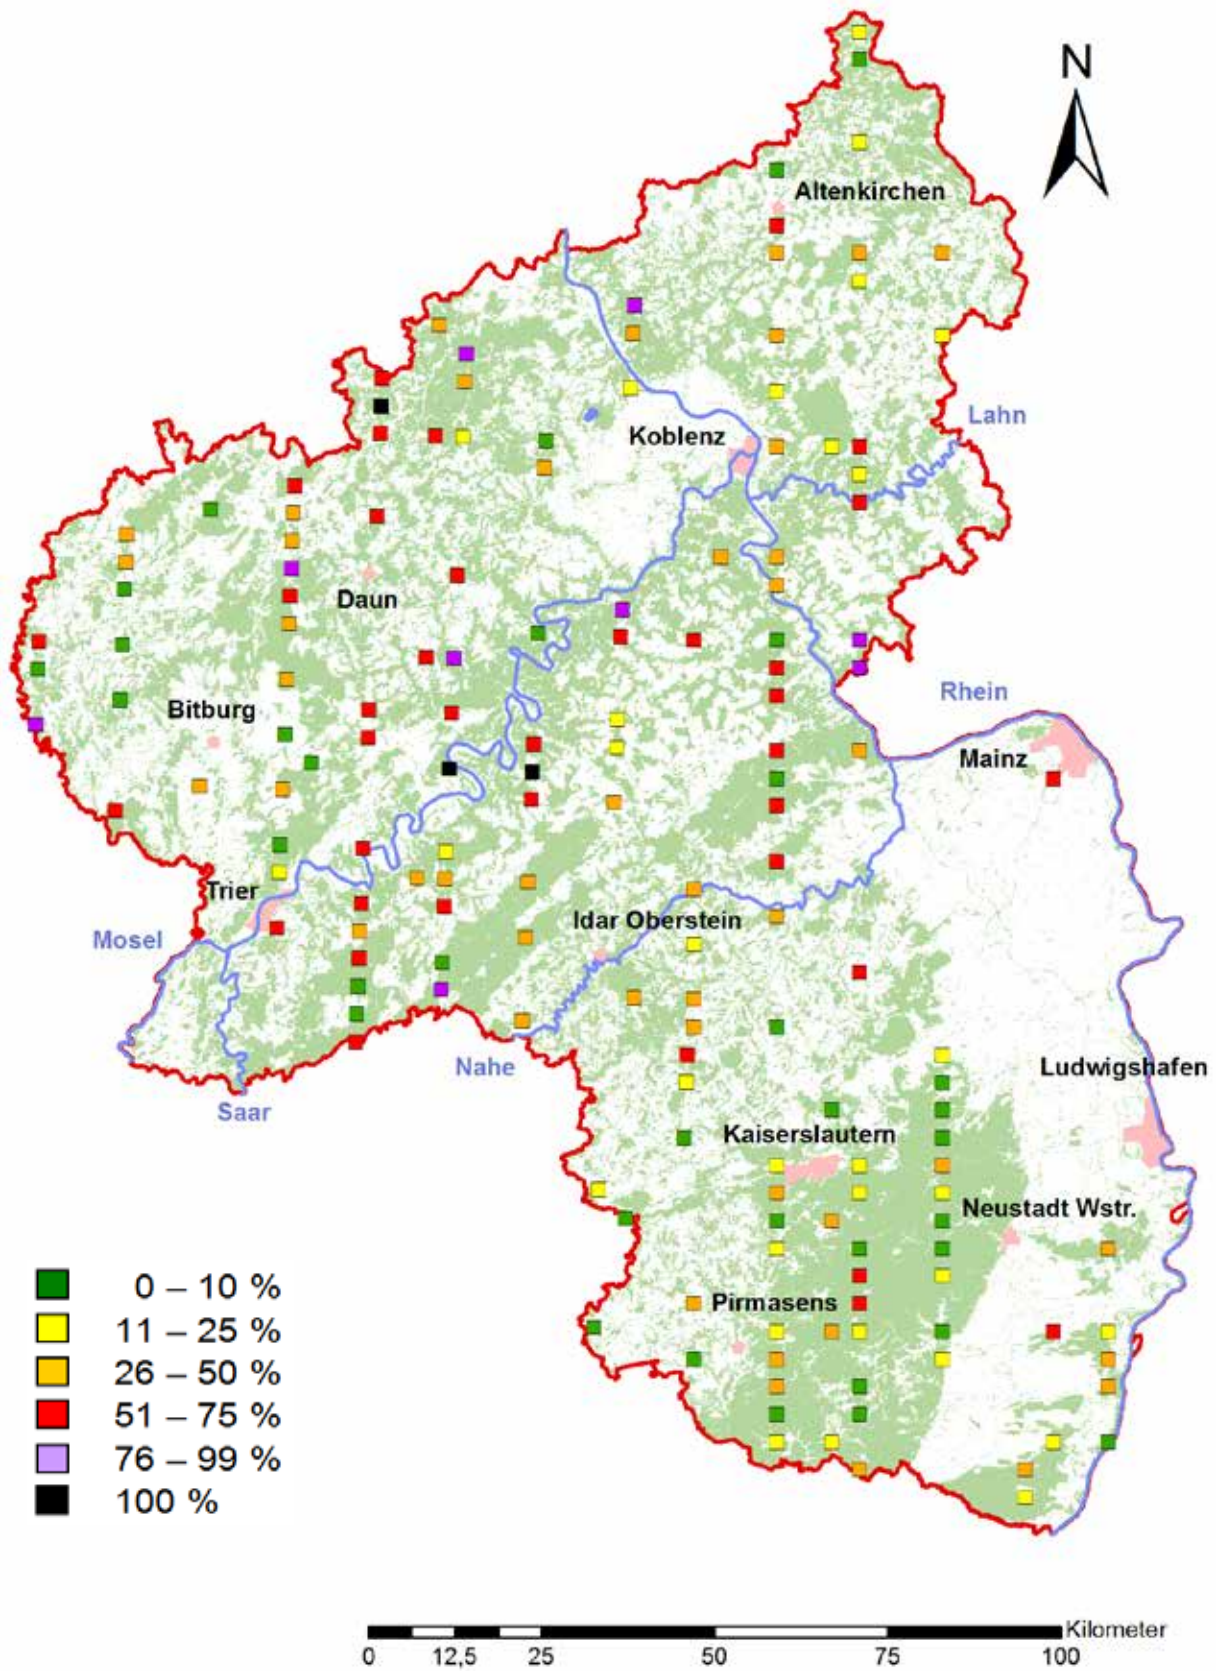 N
Altenkirchen
Lahn
Koblenz
Daun
Rhein
Bitburg
Mainz
Trier
Idar Oberstein
Mosel
Nahe
Ludwigshafen
Saar
Kaiserslautern
Neustadt Wstr.
Pirmasens
0 – 10 %
11 – 25 %
26 – 50 %
51 – 75 %
76 – 99 %
100 %
Kilometer
0 12,5 25 50 75 100